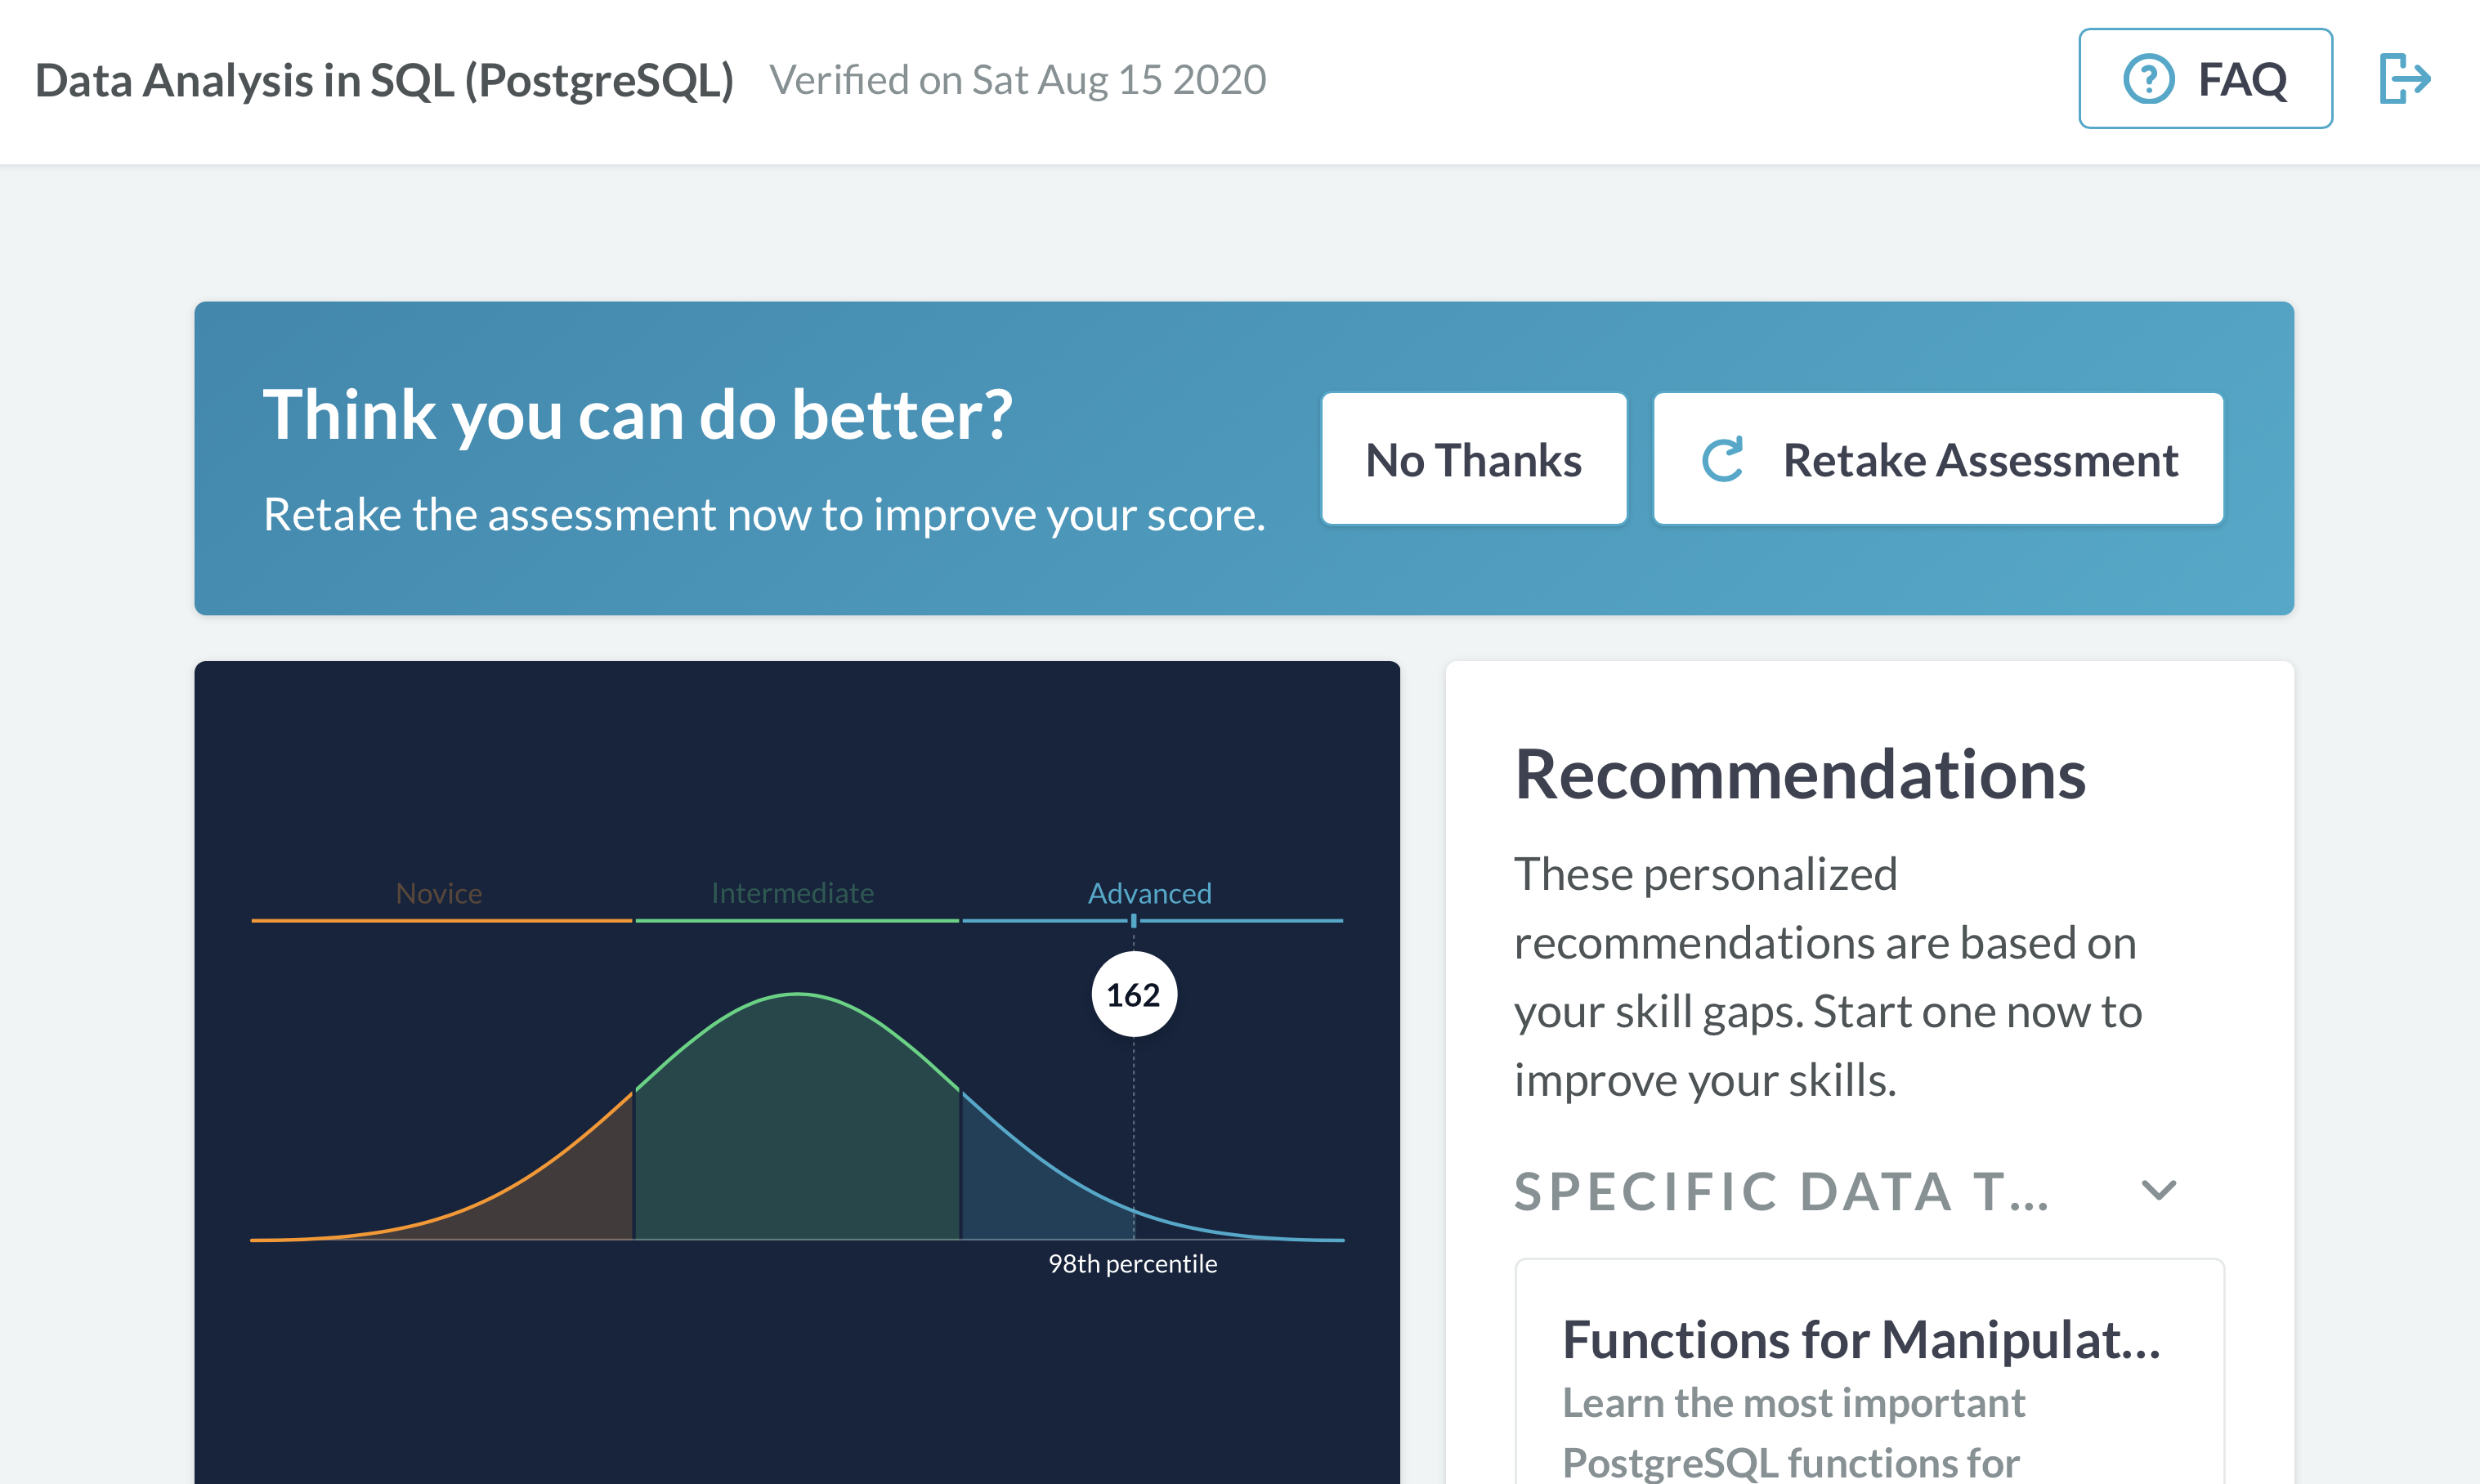 Data Analysis in SQL (PostgreSQL) Verified on Sat Aug 15 2020
FAQ
Think you can do better?
Retake the assessment now to improve your score.
No Thanks
Retake Assessment
Novice
Intermediate
Advanced
162
98th percentile
Recommendations
These personalized
recommendations are based on
your skill gaps. Start one now to
improve your skills.
SPECIFIC DATA T...
Functions for Manipulat...
Learn the most important
PostgreSQL functions for